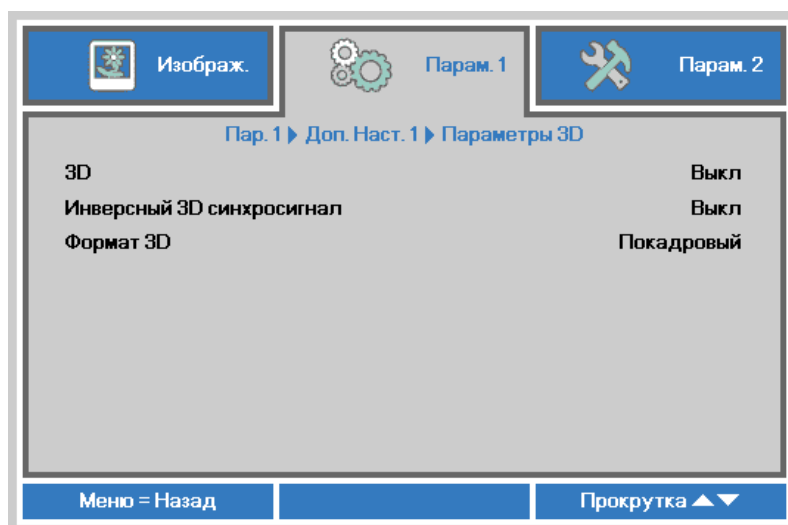 Изображ. Парам. 1 Парам. 2
Пар. 1 ▶ Доп. Наст. 1 ▶ Параметры 3D
3D Выкл
Инверсный 3D синхросигнал Выкл
Формат 3D Покадровый
Меню = Назад Прокрутка ▲▼